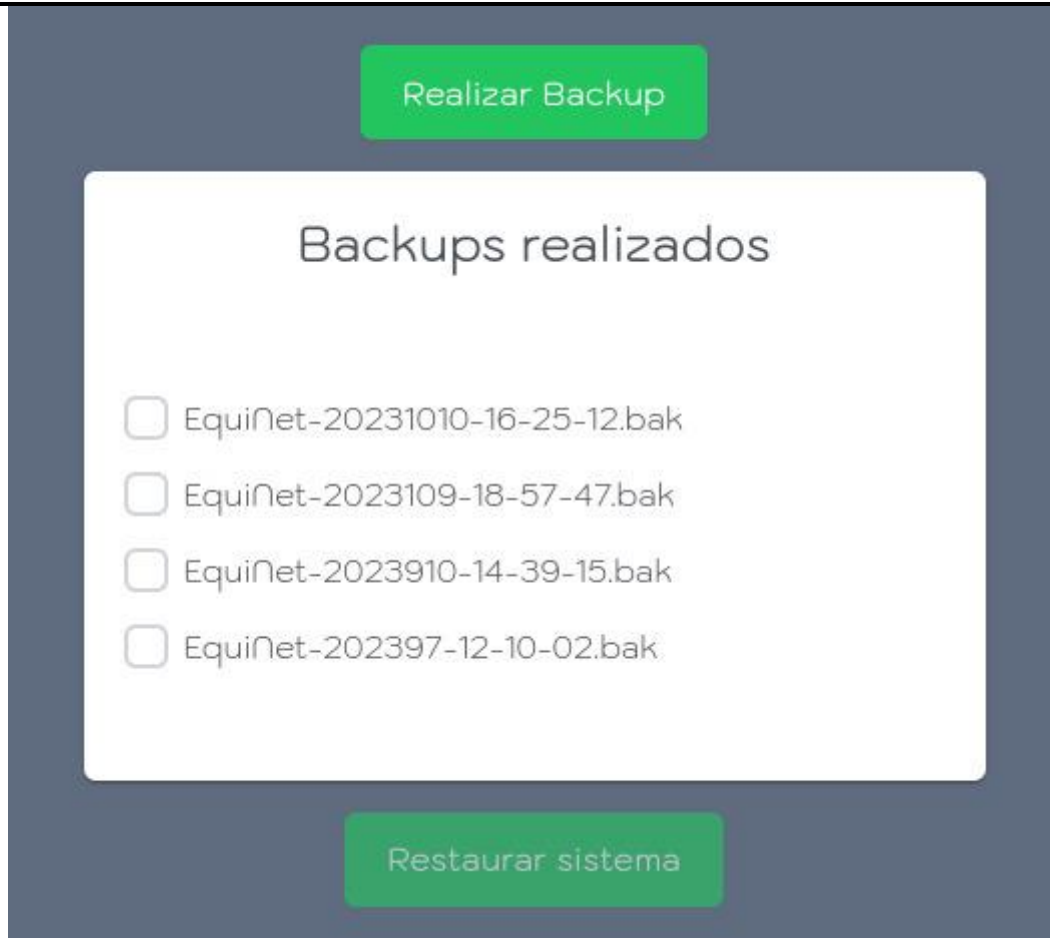 Realizar Backup
Backups realizados
EquiNet-20231010-16-25-12.bak
EquiNet-2023109-18-57-47.bak
EquiNet-2023910-14-39-15.bak
EquiNet-202397-12-10-02.bak
Restaurar sistema